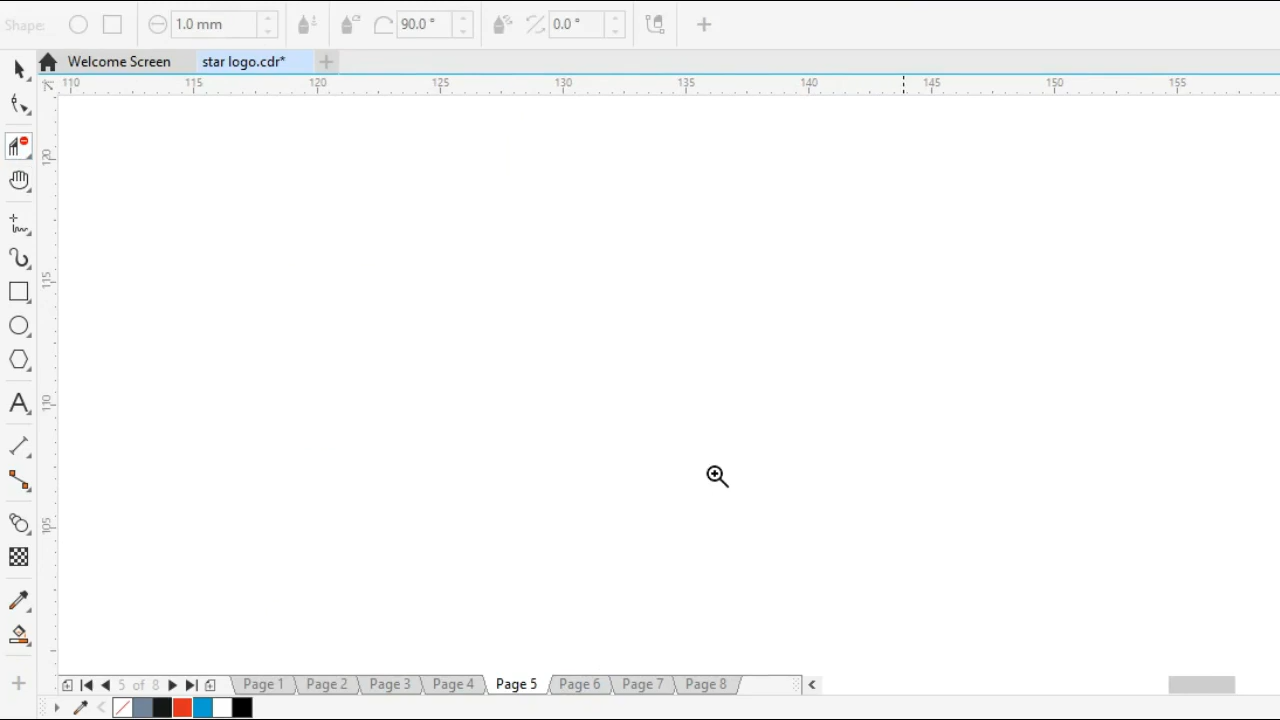 Shape:
1.0 mm
90.0 °
0.0 °
Welcome Screen
star logo.cdr*
110
115
120
125
130
135
140
145
150
155
120
115
110
105
A
5 of 8
Page 1
Page 2
Page 3
Page 4
Page 5
Page 6
Page 7
Page 8